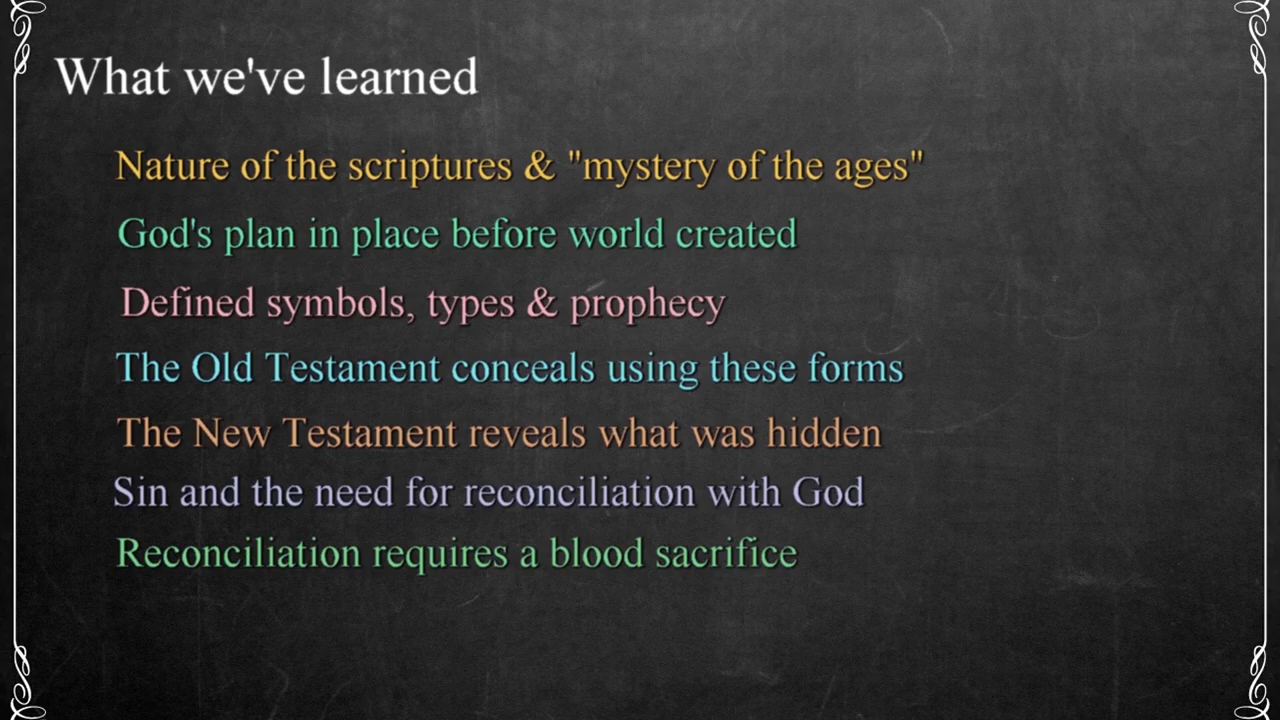 What we've learned
Nature of the scriptures & "mystery of the ages"
God's plan in place before world created
Defined symbols, types & prophecy
The Old Testament conceals using these forms
The New Testament reveals what was hidden
Sin and the need for reconciliation with God
Reconciliation requires a blood sacrifice